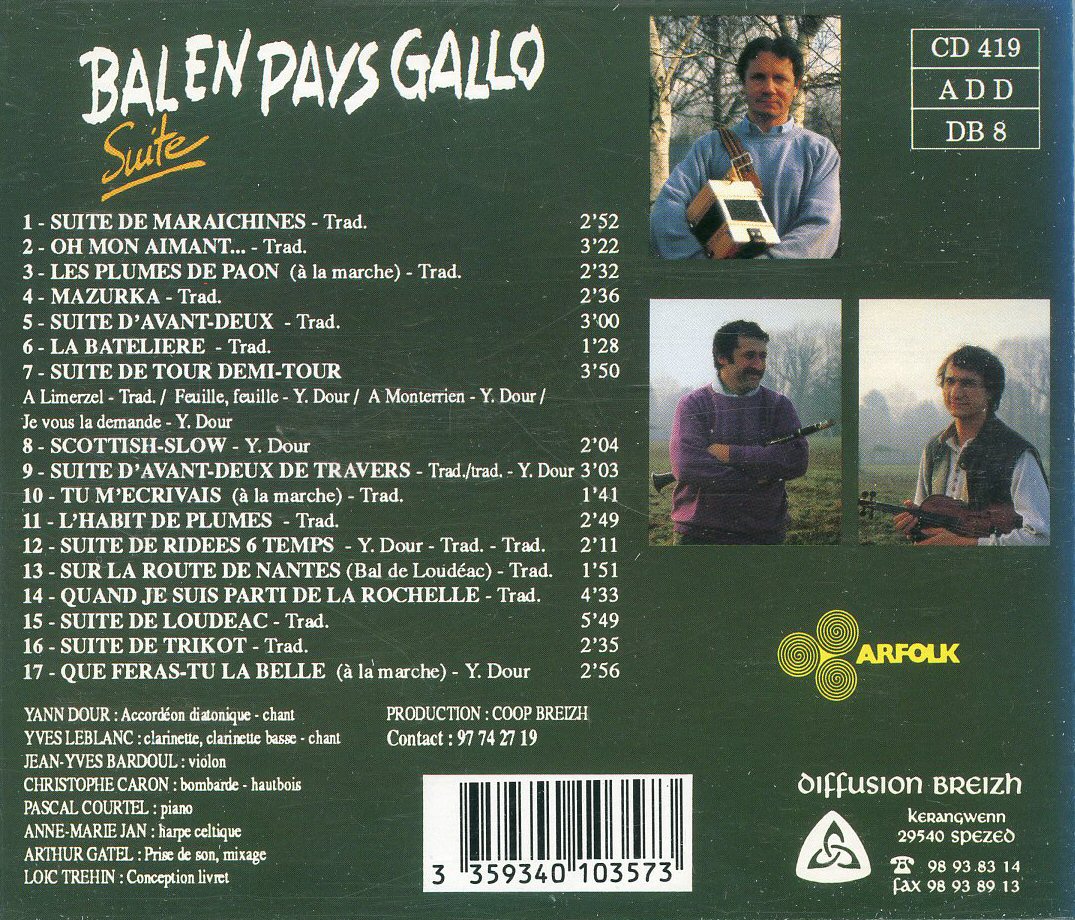 BAL EN PAYS GALLO
Suite
CD 419
A D D
DB 8
1 - SUITE DE MARAICHINES - Trad. 2'52
2 - OH MON AIMANT... - Trad. 3'22
3 - LES PLUMES DE PAON (à la marche) - Trad. 2'32
4 - MAZURKA - Trad. 2'36
5 - SUITE D'AVANT-DEUX - Trad. 3'00
6 - LA BATELIERE - Trad. 1'28
7 - SUITE DE TOUR DEMI-TOUR 3'50
A Limerzel - Trad. / Feuille, feuille - Y. Dour / A Monterrien - Y. Dour /
Je vous la demande - Y. Dour
8 - SCOTTISH-SLOW - Y. Dour 2'04
9 - SUITE D'AVANT-DEUX DE TRAVERS - Trad./trad. - Y. Dour 3'03
10 - TU M'ECRIVAIS (à la marche) - Trad. 1'41
11 - L'HABIT DE PLUMES - Trad. 2'49
12 - SUITE DE RIDEES 6 TEMPS - Y. Dour - Trad. - Trad. 2'11
13 - SUR LA ROUTE DE NANTES (Bal de Loudéac) - Trad. 1'51
14 - QUAND JE SUIS PARTI DE LA ROCHELLE - Trad. 4'33
15 - SUITE DE LOUDEAC - Trad. 5'49
16 - SUITE DE TRIKOT - Trad. 2'35
17 - QUE FERAS-TU LA BELLE (à la marche) - Y. Dour 2'56
ARFOLK
YANN DOUR : Accordéon diatonique - chant
YVES LEBLANC : clarinette, clarinette basse - chant
JEAN-YVES BARDOUL : violon
CHRISTOPHE CARON : bombarde - hautbois
PASCAL COURTEL : piano
ANNE-MARIE JAN : harpe celtique
ARTHUR GATEL : Prise de son, mixage
LOIC TREHIN : Conception livret
PRODUCTION : COOP BREIZH
Contact : 97 74 27 19
3 359340 103573
DIFFUSION BREIZH
KERANGWENN
29540 SPEZED
☎ 98 93 83 14
FAX 98 93 89 13